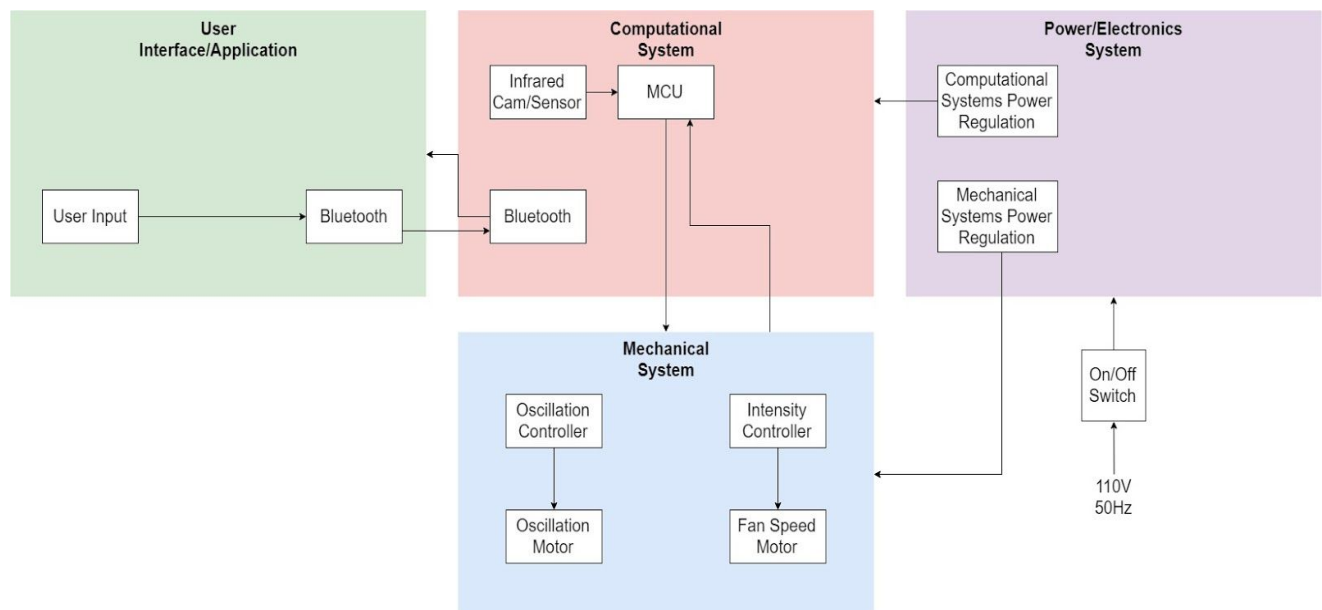 User
Interface/Application
User Input
Bluetooth
Computational
System
Infrared
Cam/Sensor
MCU
Bluetooth
Power/Electronics
System
Computational
Systems Power
Regulation
Mechanical
Systems Power
Regulation
Mechanical
System
Oscillation
Controller
Intensity
Controller
Oscillation
Motor
Fan Speed
Motor
On/Off
Switch
110V
50Hz